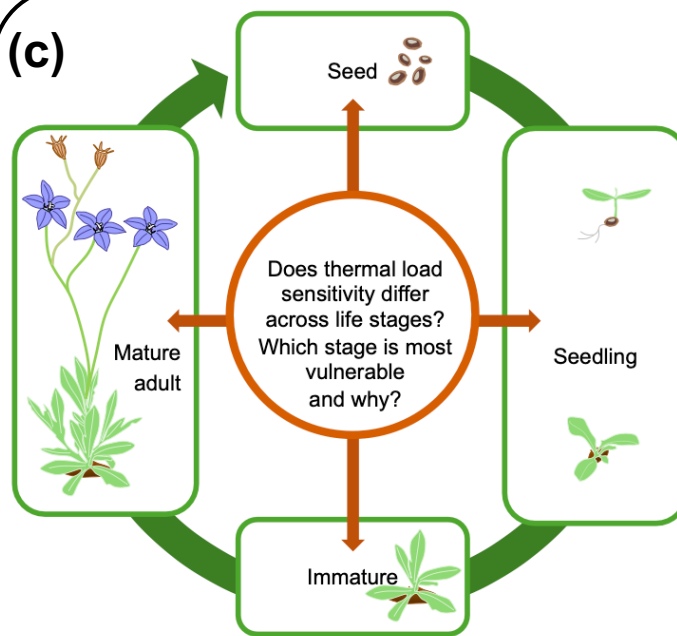 (c)
Seed
Does thermal load
sensitivity differ
across life stages?
Which stage is most
vulnerable
and why?
Mature
adult
Seedling
Immature